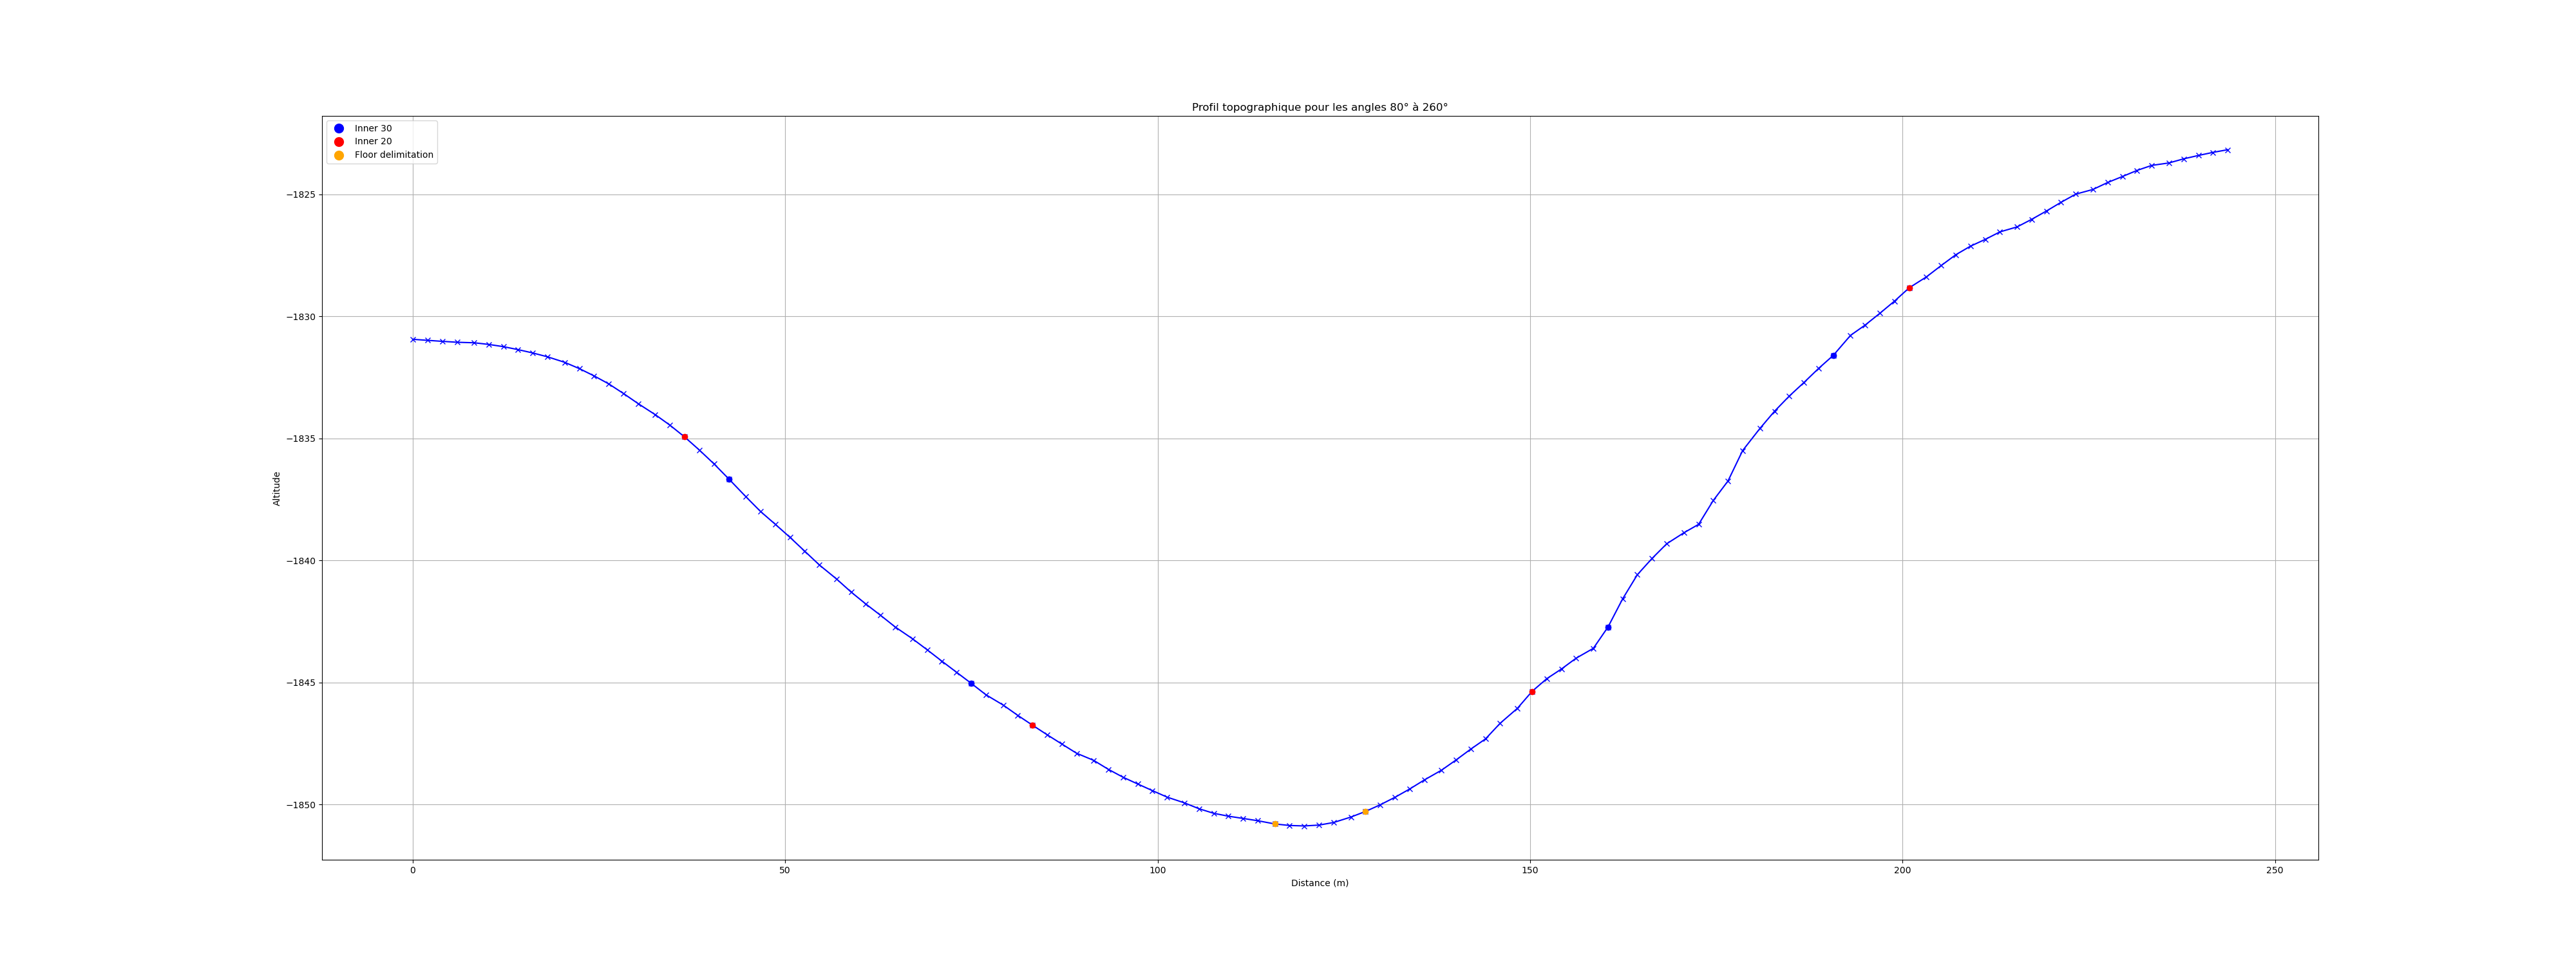 Profil topographique pour les angles 80° à 260°
Inner 30
Inner 20
Floor delimitation
−1825
−1830
−1835
−1840
−1845
−1850
Altitude
0
50
100
150
200
250
Distance (m)